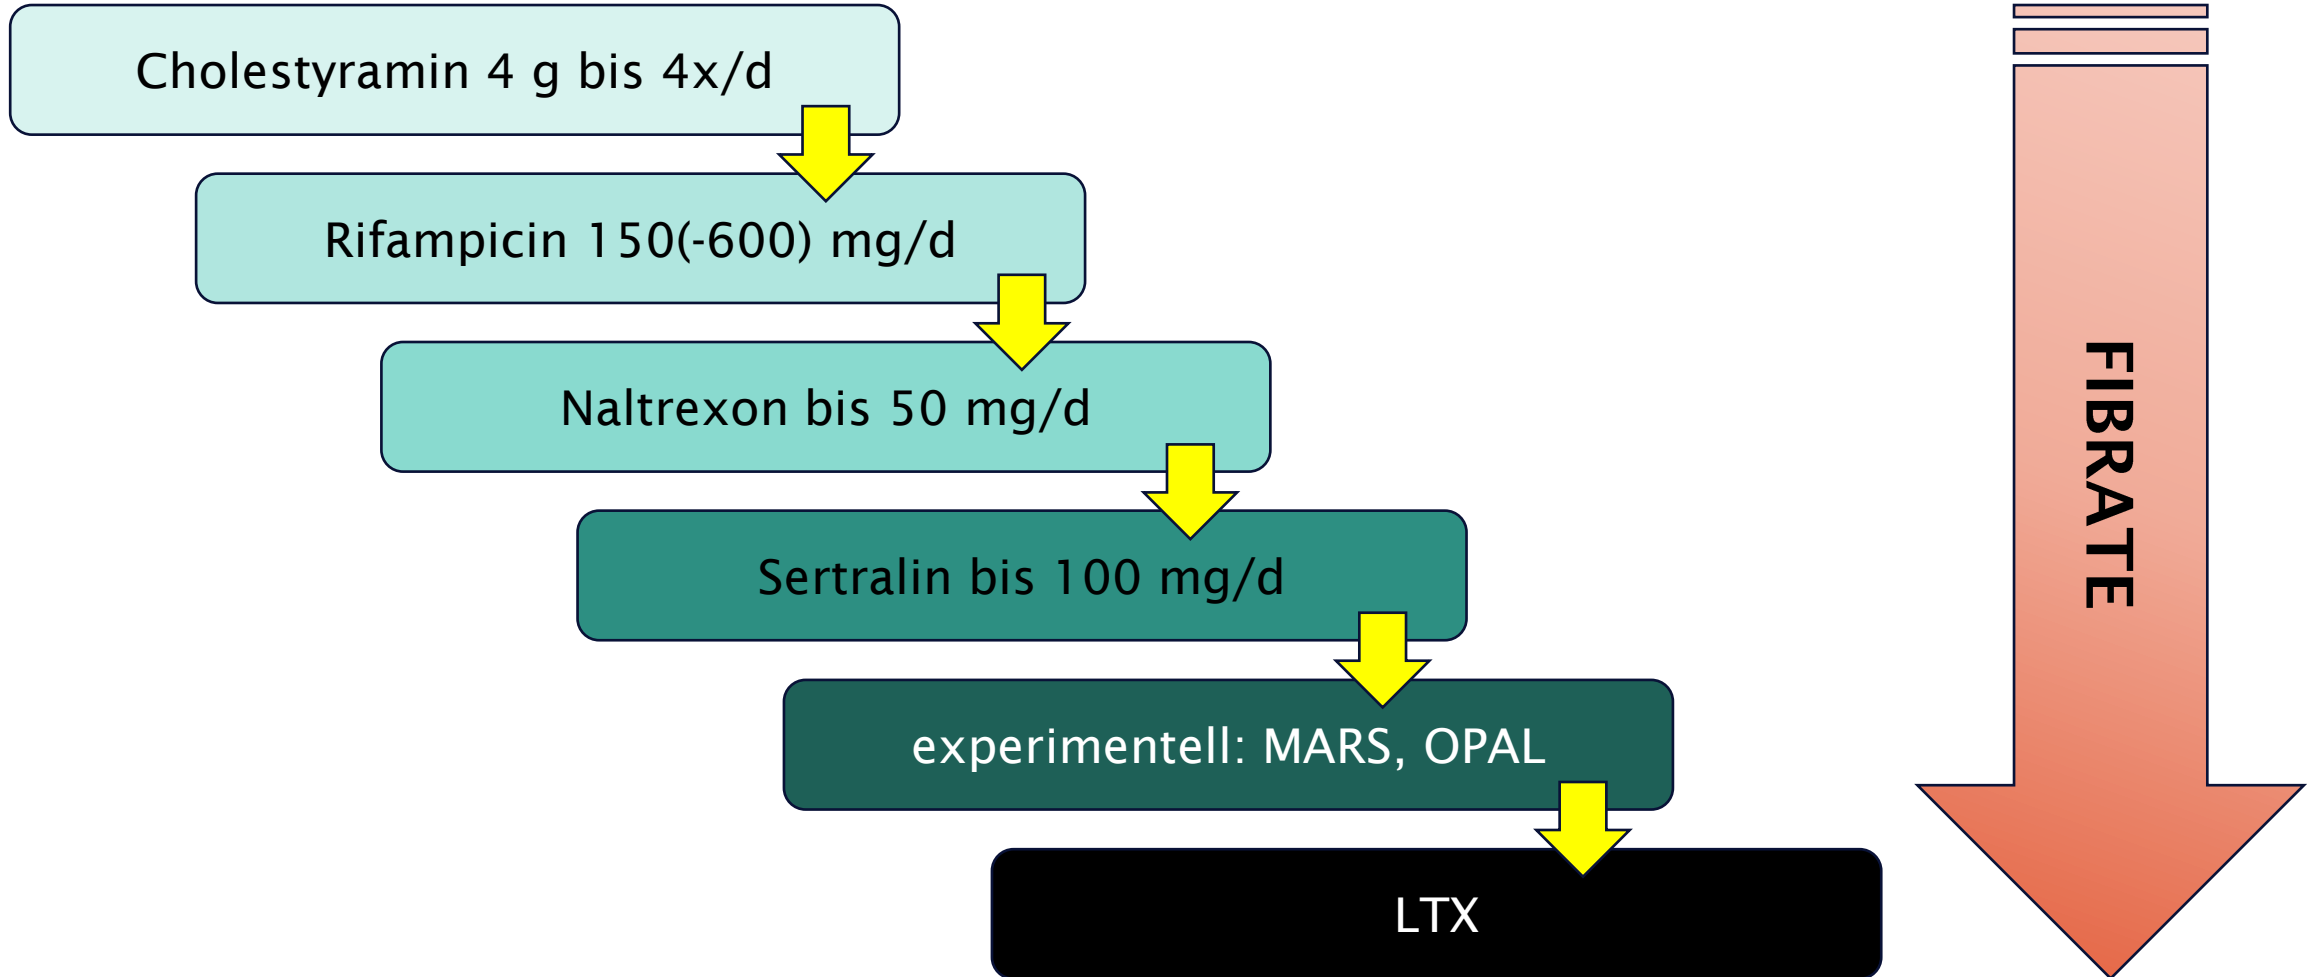 Cholestyramin 4 g bis 4x/d
Rifampicin 150(-600) mg/d
Naltrexon bis 50 mg/d
Sertralin bis 100 mg/d
experimentell: MARS, OPAL
LTX
FIBRATE